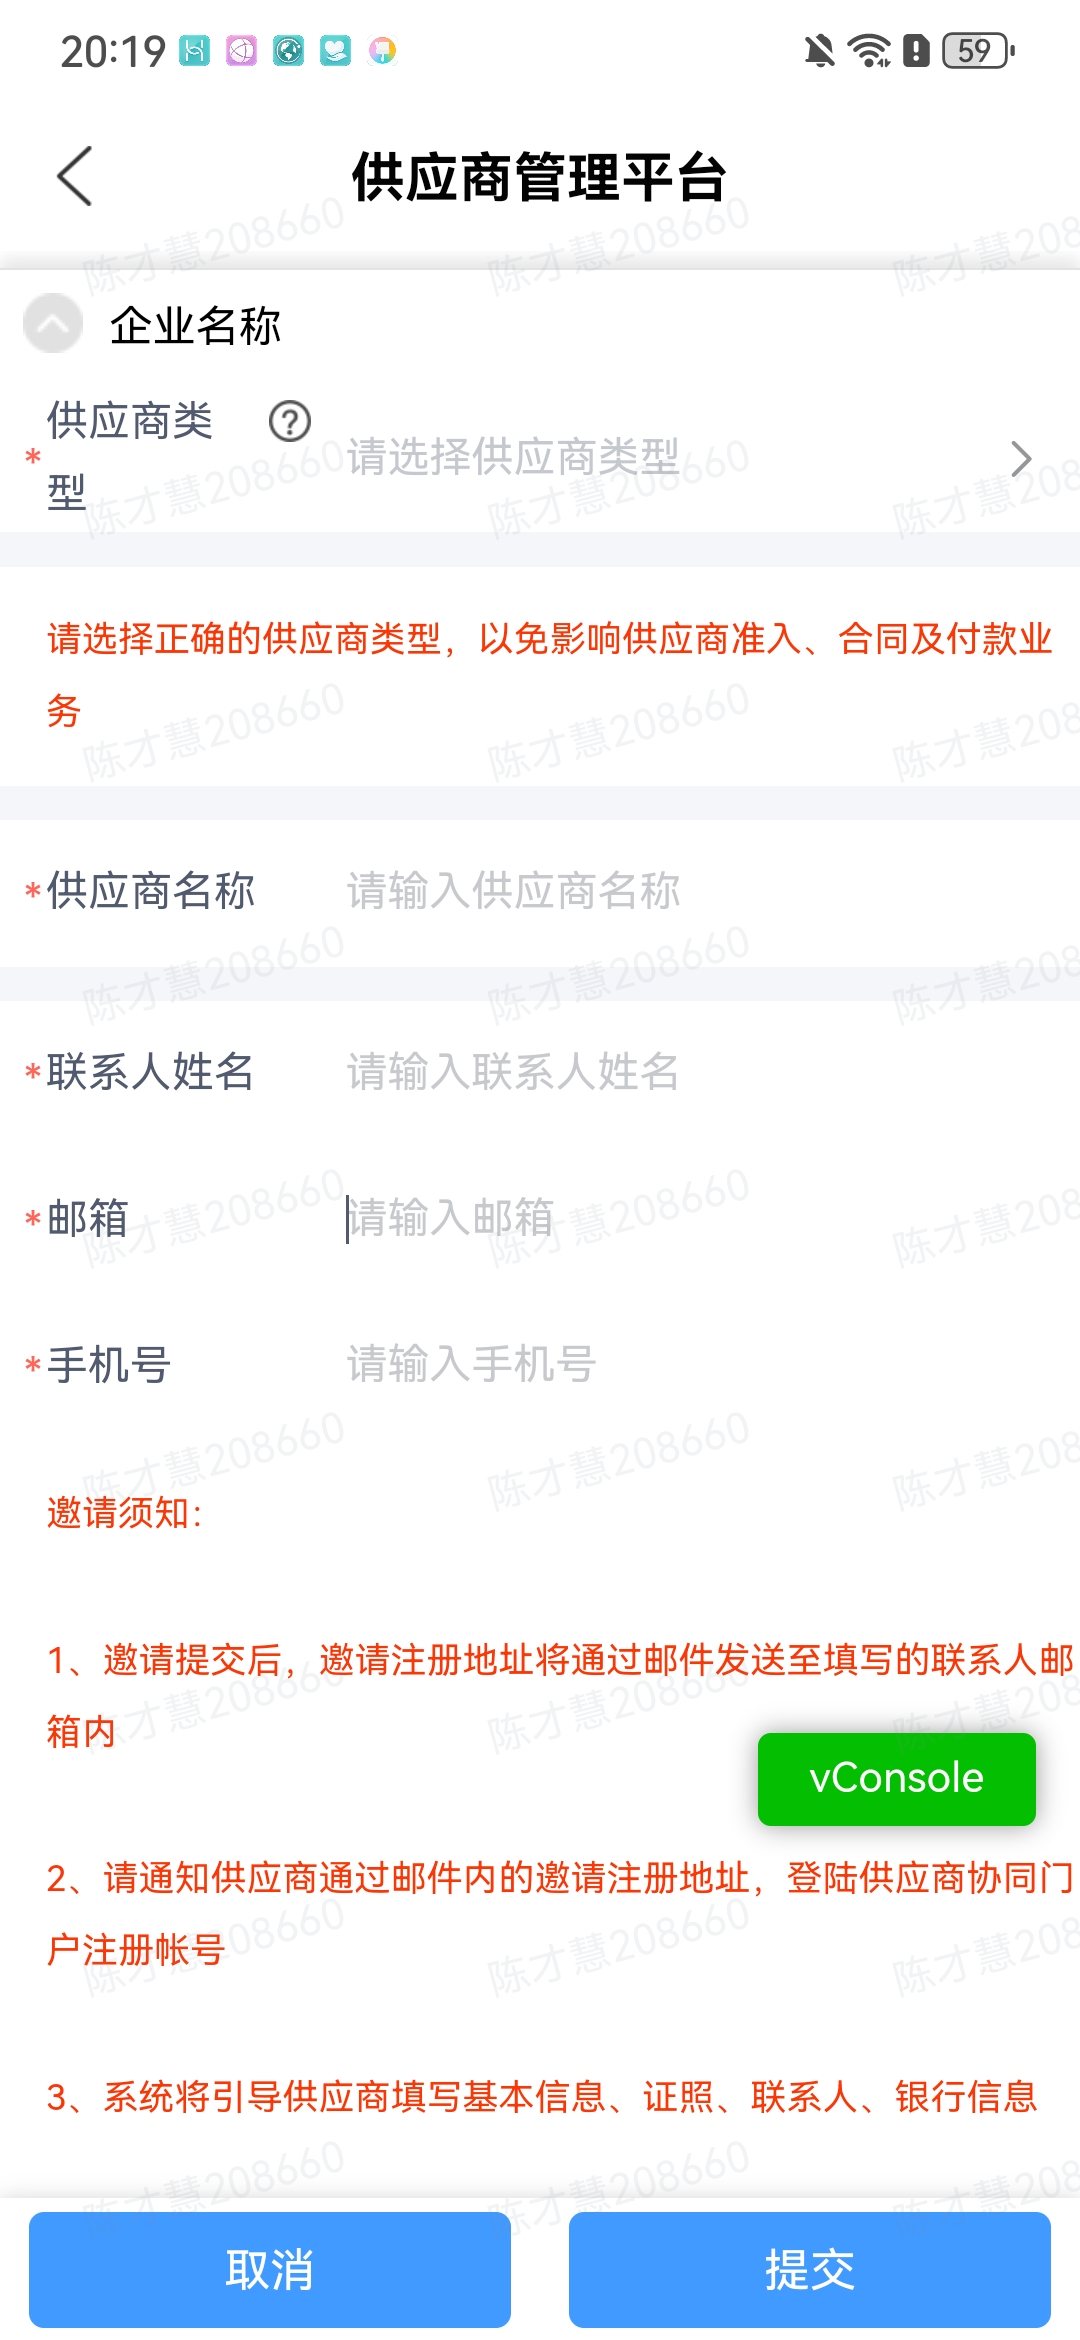 20:19
59
供应商管理平台
企业名称
供应商类
* 请选择供应商类型
型
请选择正确的供应商类型，以免影响供应商准入、合同及付款业
务
*供应商名称 请输入供应商名称
*联系人姓名 请输入联系人姓名
*邮箱 请输入邮箱
*手机号 请输入手机号
邀请须知：
1、邀请提交后，邀请注册地址将通过邮件发送至填写的联系人邮
箱内
vConsole
2、请通知供应商通过邮件内的邀请注册地址，登陆供应商协同门
户注册帐号
3、系统将引导供应商填写基本信息、证照、联系人、银行信息
取消 提交
陈才慧208660